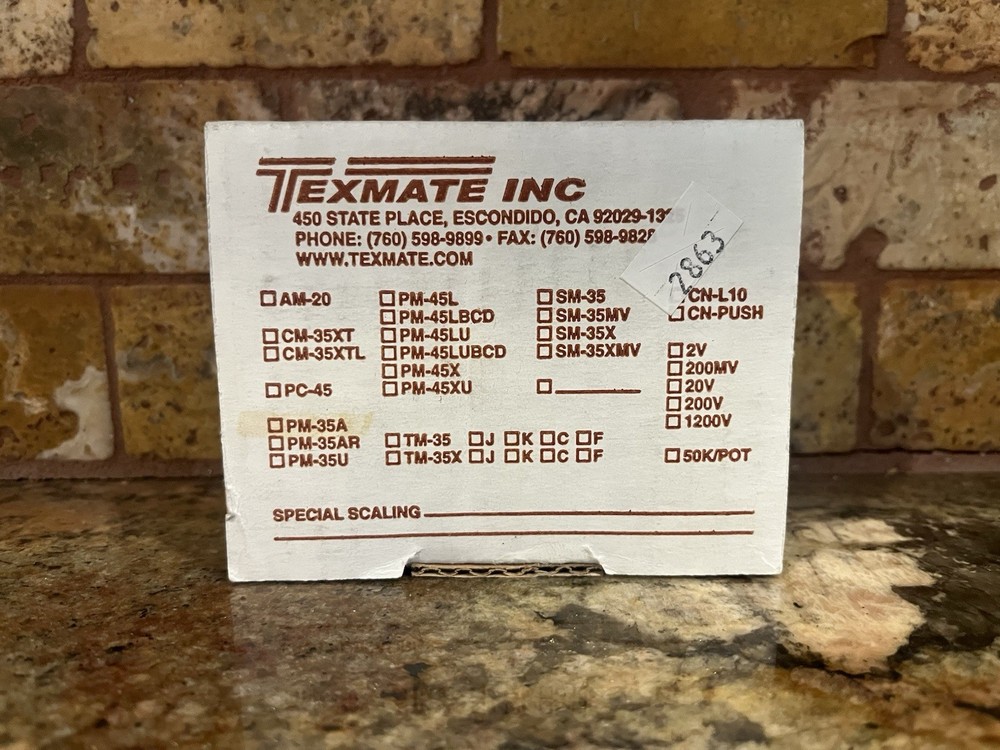 TEXMATE INC
450 STATE PLACE, ESCONDIDO, CA 92029-13
PHONE: (760) 598-9899 • FAX: (760) 598-982
WWW.TEXMATE.COM
2863
AM-20
CM-35XT
CM-35XTL
PC-45
PM-35A
PM-35AR
PM-35U
PM-45L
PM-45LBCD
PM-45LU
PM-45LUBCD
PM-45X
PM-45XU
TM-35 J K C F
TM-35X J K C F
SM-35
SM-35MV
SM-35X
SM-35XMV
CN-L10
CN-PUSH
2V
200MV
20V
200V
1200V
50K/POT
SPECIAL SCALING